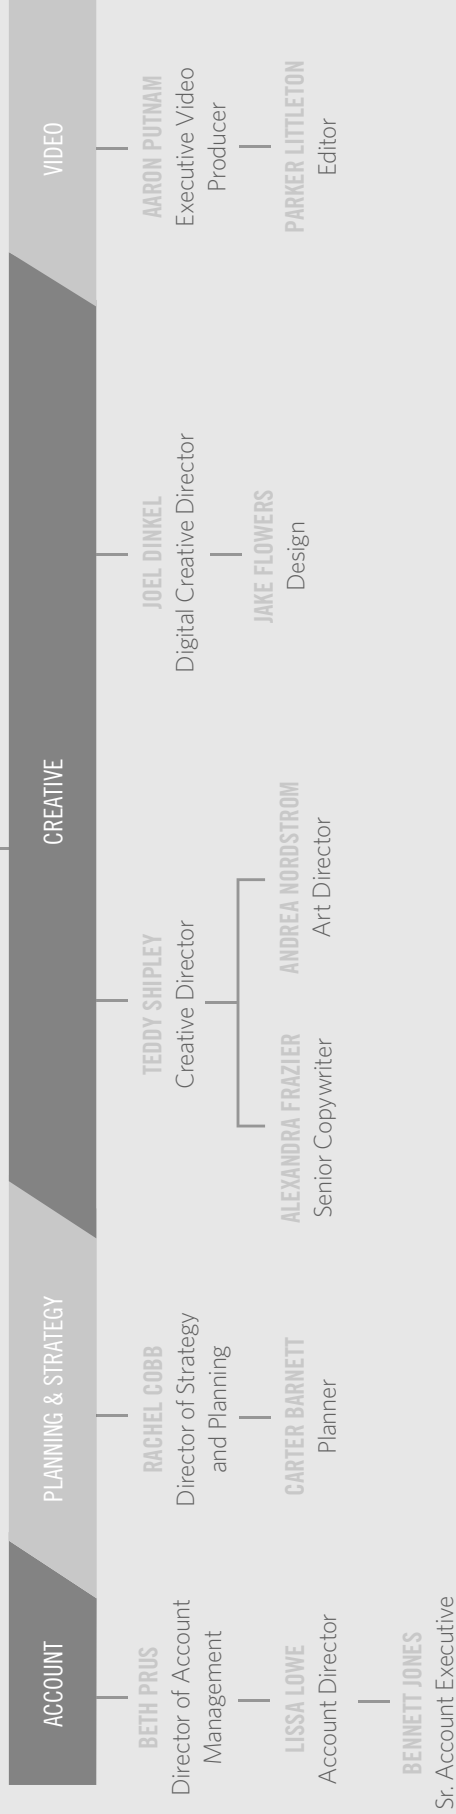 ACCOUNT
BETH PRUS
Director of Account
Management
LISSA LOWE
Account Director
BENNETT JONES
Sr. Account Executive
PLANNING & STRATEGY
RACHEL COBB
Director of Strategy
and Planning
CARTER BARNETT
Planner
CREATIVE
TEDDY SHIPLEY
Creative Director
ALEXANDRA FRAZIER
Senior Copywriter
ANDREA NORDSTROM
Art Director
JOEL DINKEL
Digital Creative Director
JAKE FLOWERS
Design
VIDEO
AARON PUTNAM
Executive Video
Producer
PARKER LITTLETON
Editor